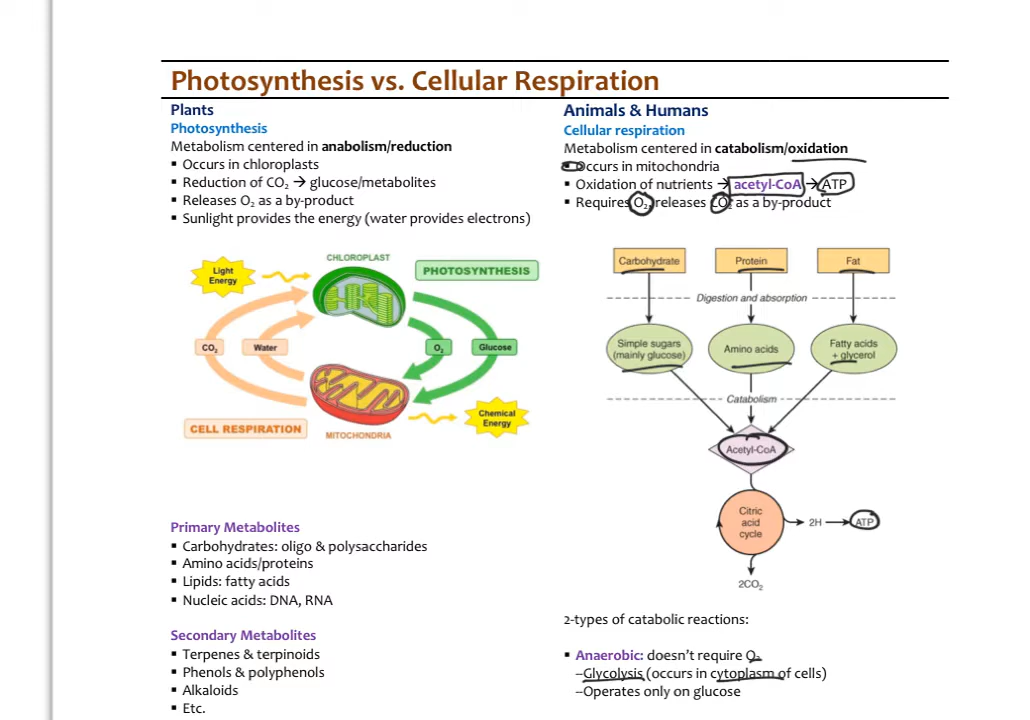 Photosynthesis vs. Cellular Respiration
Plants
Photosynthesis
Metabolism centered in anabolism/reduction
▪ Occurs in chloroplasts
▪ Reduction of CO₂ → glucose/metabolites
▪ Releases O₂ as a by-product
▪ Sunlight provides the energy (water provides electrons)
CHLOROPLAST
PHOTOSYNTHESIS
Light
Energy
CO₂
Water
O₂
Glucose
Chemical
Energy
CELL RESPIRATION
MITOCHONDRIA
Primary Metabolites
▪ Carbohydrates: oligo & polysaccharides
▪ Amino acids/proteins
▪ Lipids: fatty acids
▪ Nucleic acids: DNA, RNA
Secondary Metabolites
▪ Terpenes & terpinoids
▪ Phenols & polyphenols
▪ Alkaloids
▪ Etc.
Animals & Humans
Cellular respiration
Metabolism centered in catabolism/oxidation
▪ Occurs in mitochondria
▪ Oxidation of nutrients → acetyl-CoA → ATP
▪ Requires O₂, releases CO₂ as a by-product
Carbohydrate
Protein
Fat
Digestion and absorption
Simple sugars
(mainly glucose)
Amino acids
Fatty acids
+ glycerol
Catabolism
Acetyl-CoA
Citric
acid
cycle
2H
ATP
2CO₂
2-types of catabolic reactions:
▪ Anaerobic: doesn't require O₂
–Glycolysis (occurs in cytoplasm of cells)
–Operates only on glucose